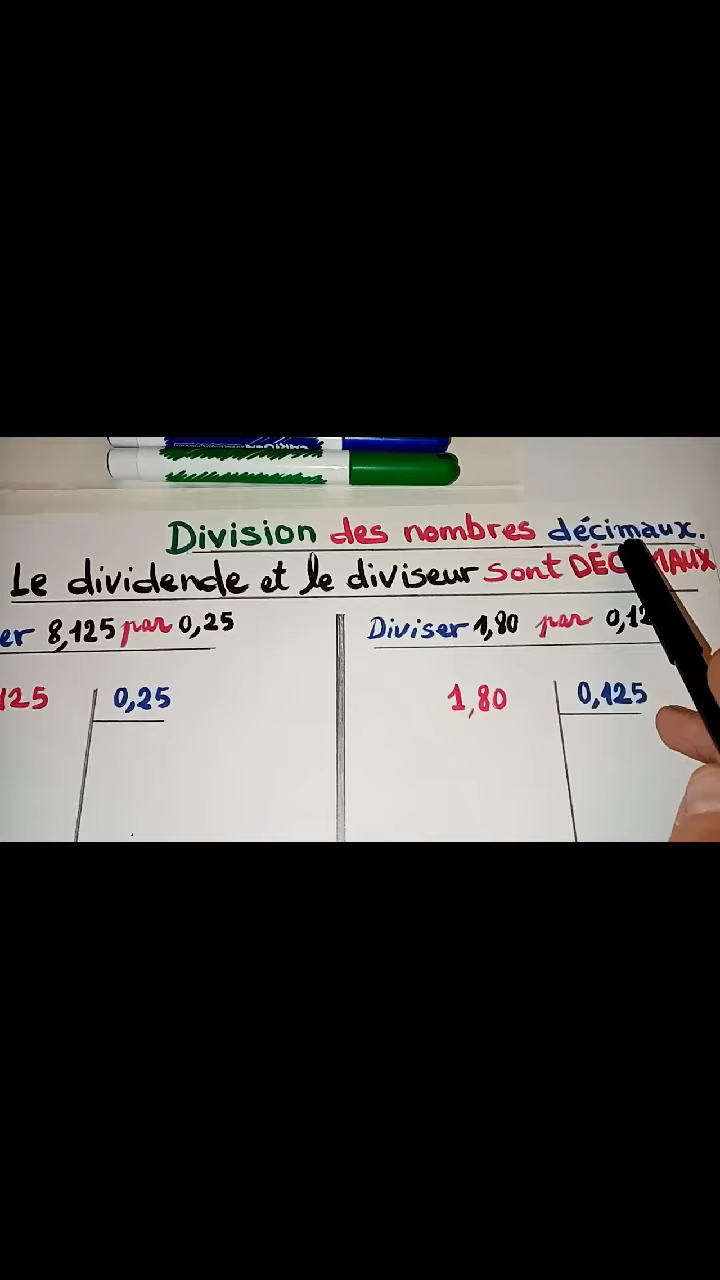 Division des nombres décimaux.
Le dividende et le diviseur sont
er 8,125 par 0,25
Diviser 1,80 par
125 0,25
1,80 0,125